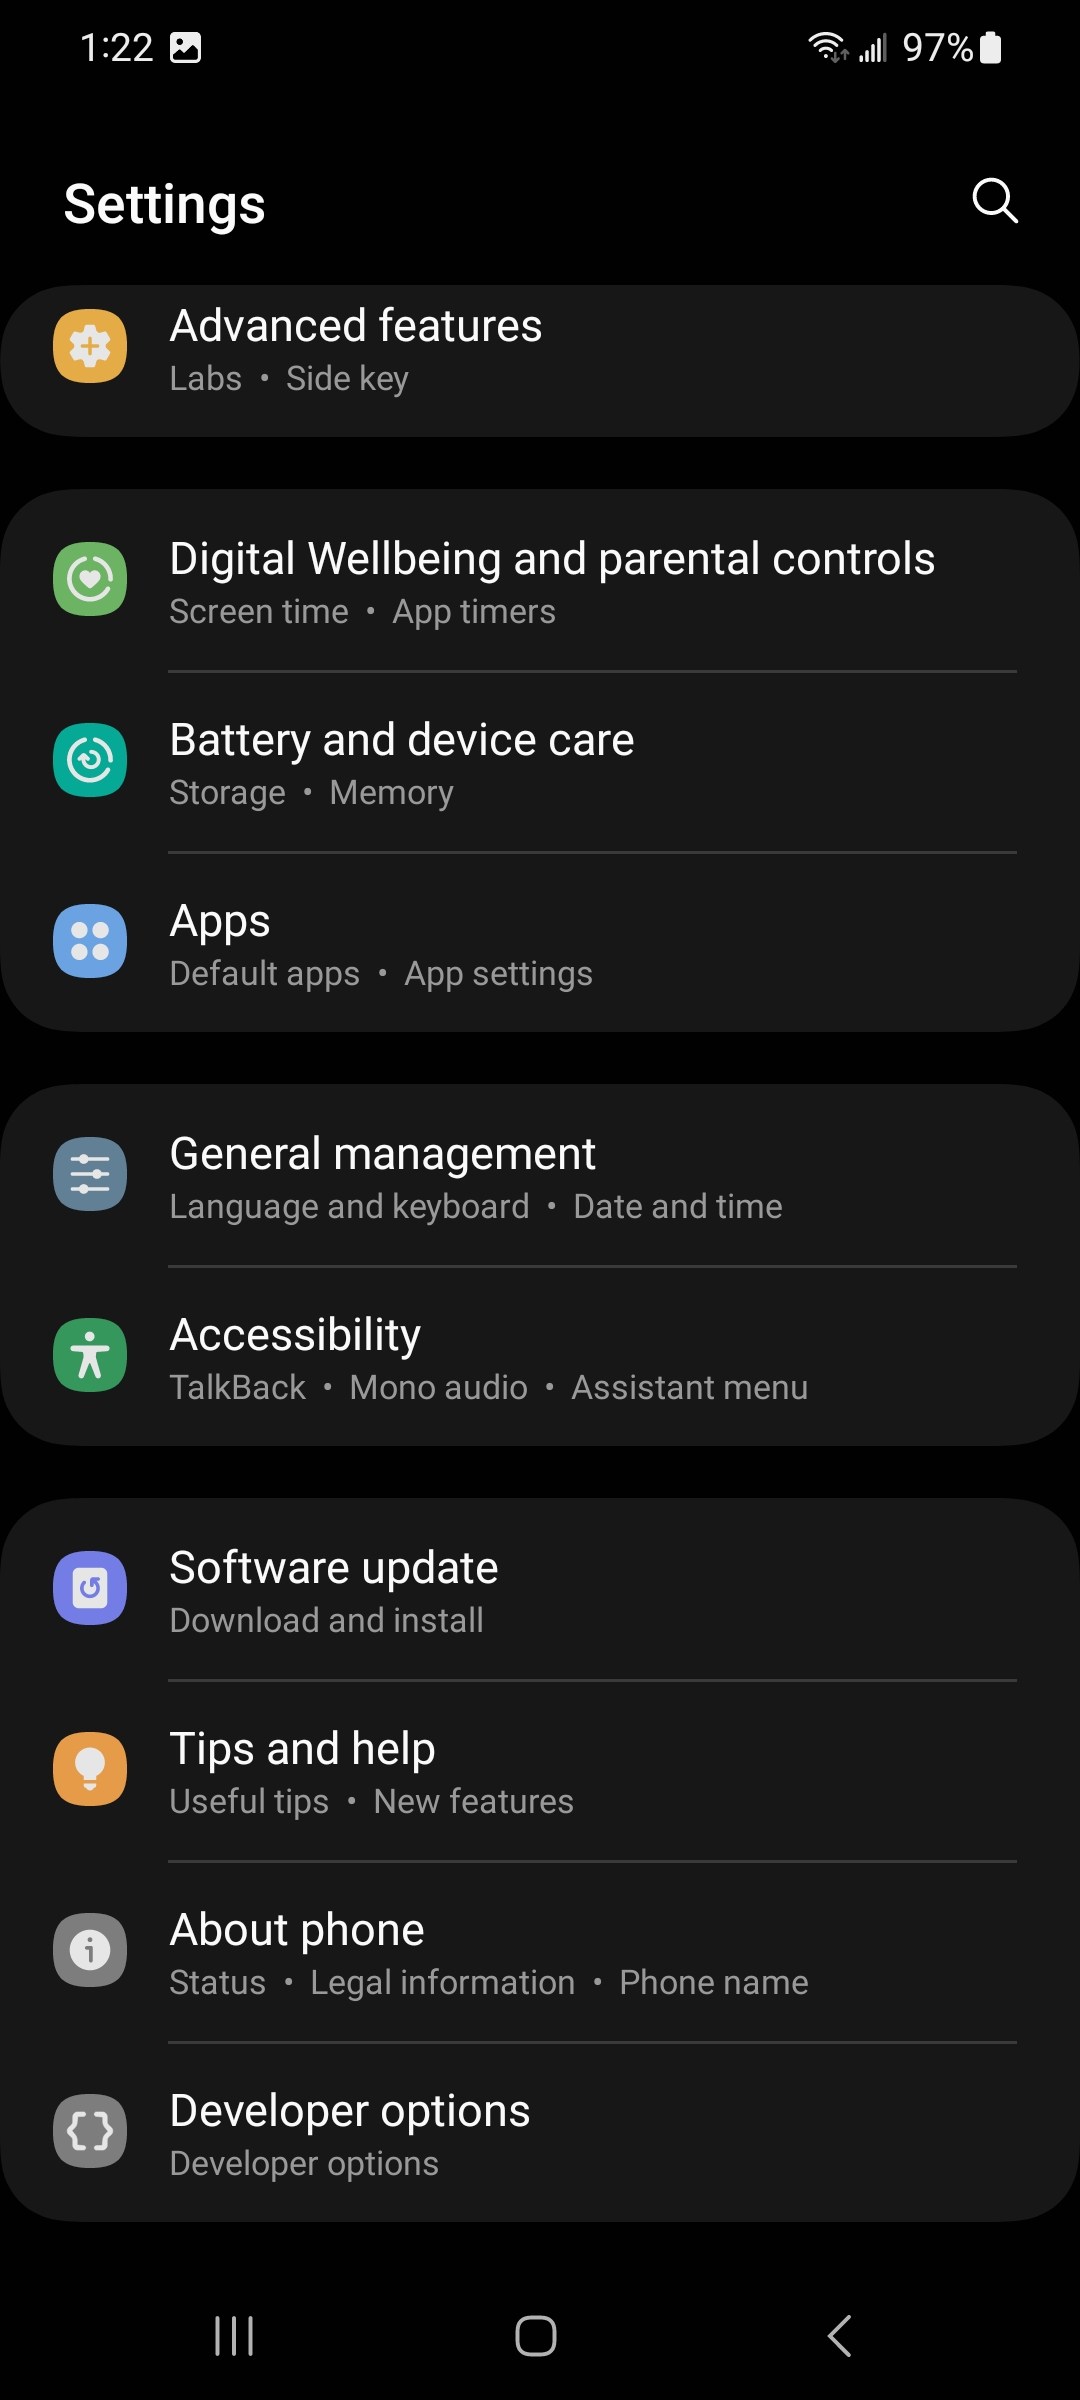 1:22 97%
Settings
Advanced features
Labs • Side key
Digital Wellbeing and parental controls
Screen time • App timers
Battery and device care
Storage • Memory
Apps
Default apps • App settings
General management
Language and keyboard • Date and time
Accessibility
TalkBack • Mono audio • Assistant menu
Software update
Download and install
Tips and help
Useful tips • New features
About phone
Status • Legal information • Phone name
Developer options
Developer options